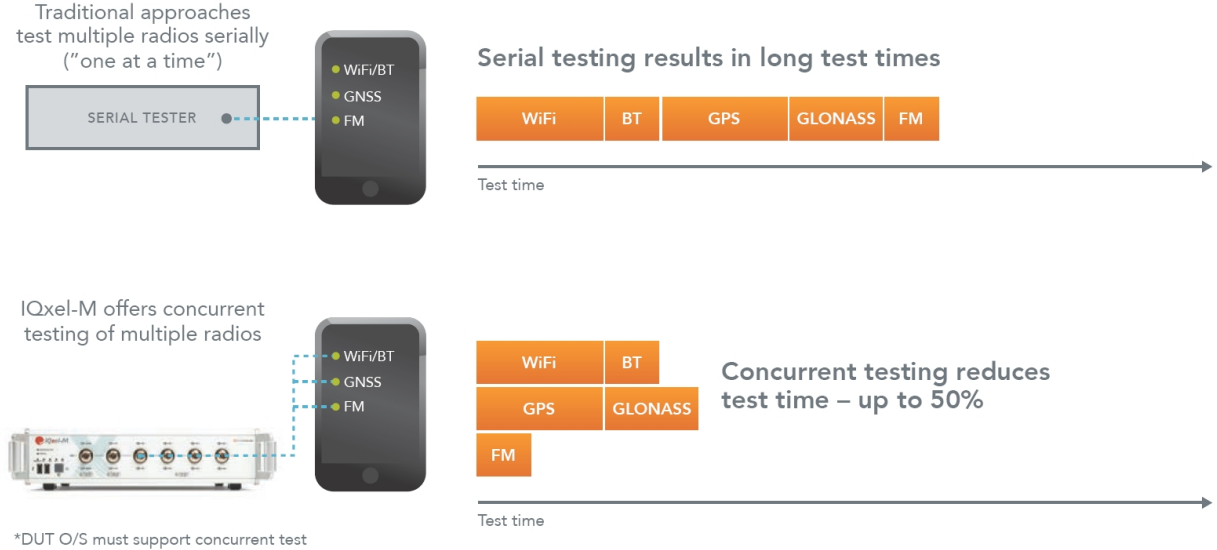 Traditional approaches
test multiple radios serially
("one at a time")
SERIAL TESTER
WiFi/BT
GNSS
FM
Serial testing results in long test times
WiFi BT GPS GLONASS FM
Test time
IQxel-M offers concurrent
testing of multiple radios
IQxel-M
WiFi/BT
GNSS
FM
WiFi BT
GPS GLONASS
FM
Concurrent testing reduces
test time – up to 50%
Test time
*DUT O/S must support concurrent test